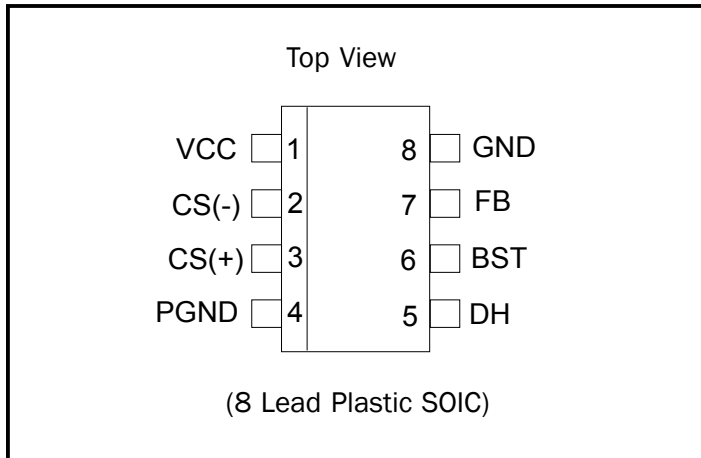 Top View
VCC 1 8 GND
CS(-) 2 7 FB
CS(+) 3 6 BST
PGND 4 5 DH
(8 Lead Plastic SOIC)